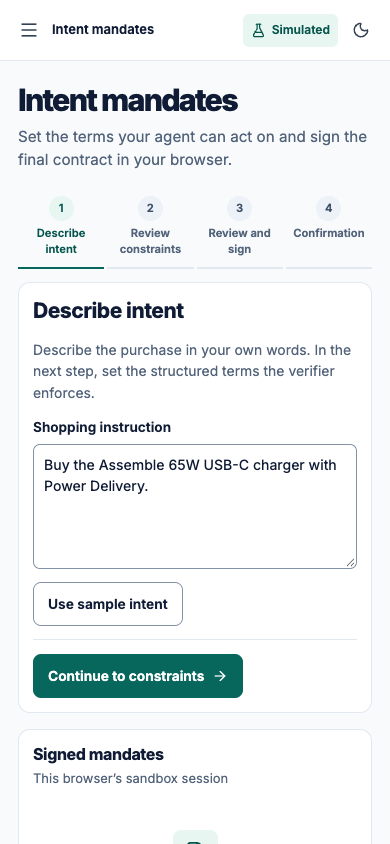 Intent mandates
Simulated
Intent mandates
Set the terms your agent can act on and sign the
final contract in your browser.
1
Describe
intent
2
Review
constraints
3
Review and
sign
4
Confirmation
Describe intent
Describe the purchase in your own words. In the
next step, set the structured terms the verifier
enforces.
Shopping instruction
Buy the Assemble 65W USB-C charger with
Power Delivery.
Use sample intent
Continue to constraints
Signed mandates
This browser’s sandbox session